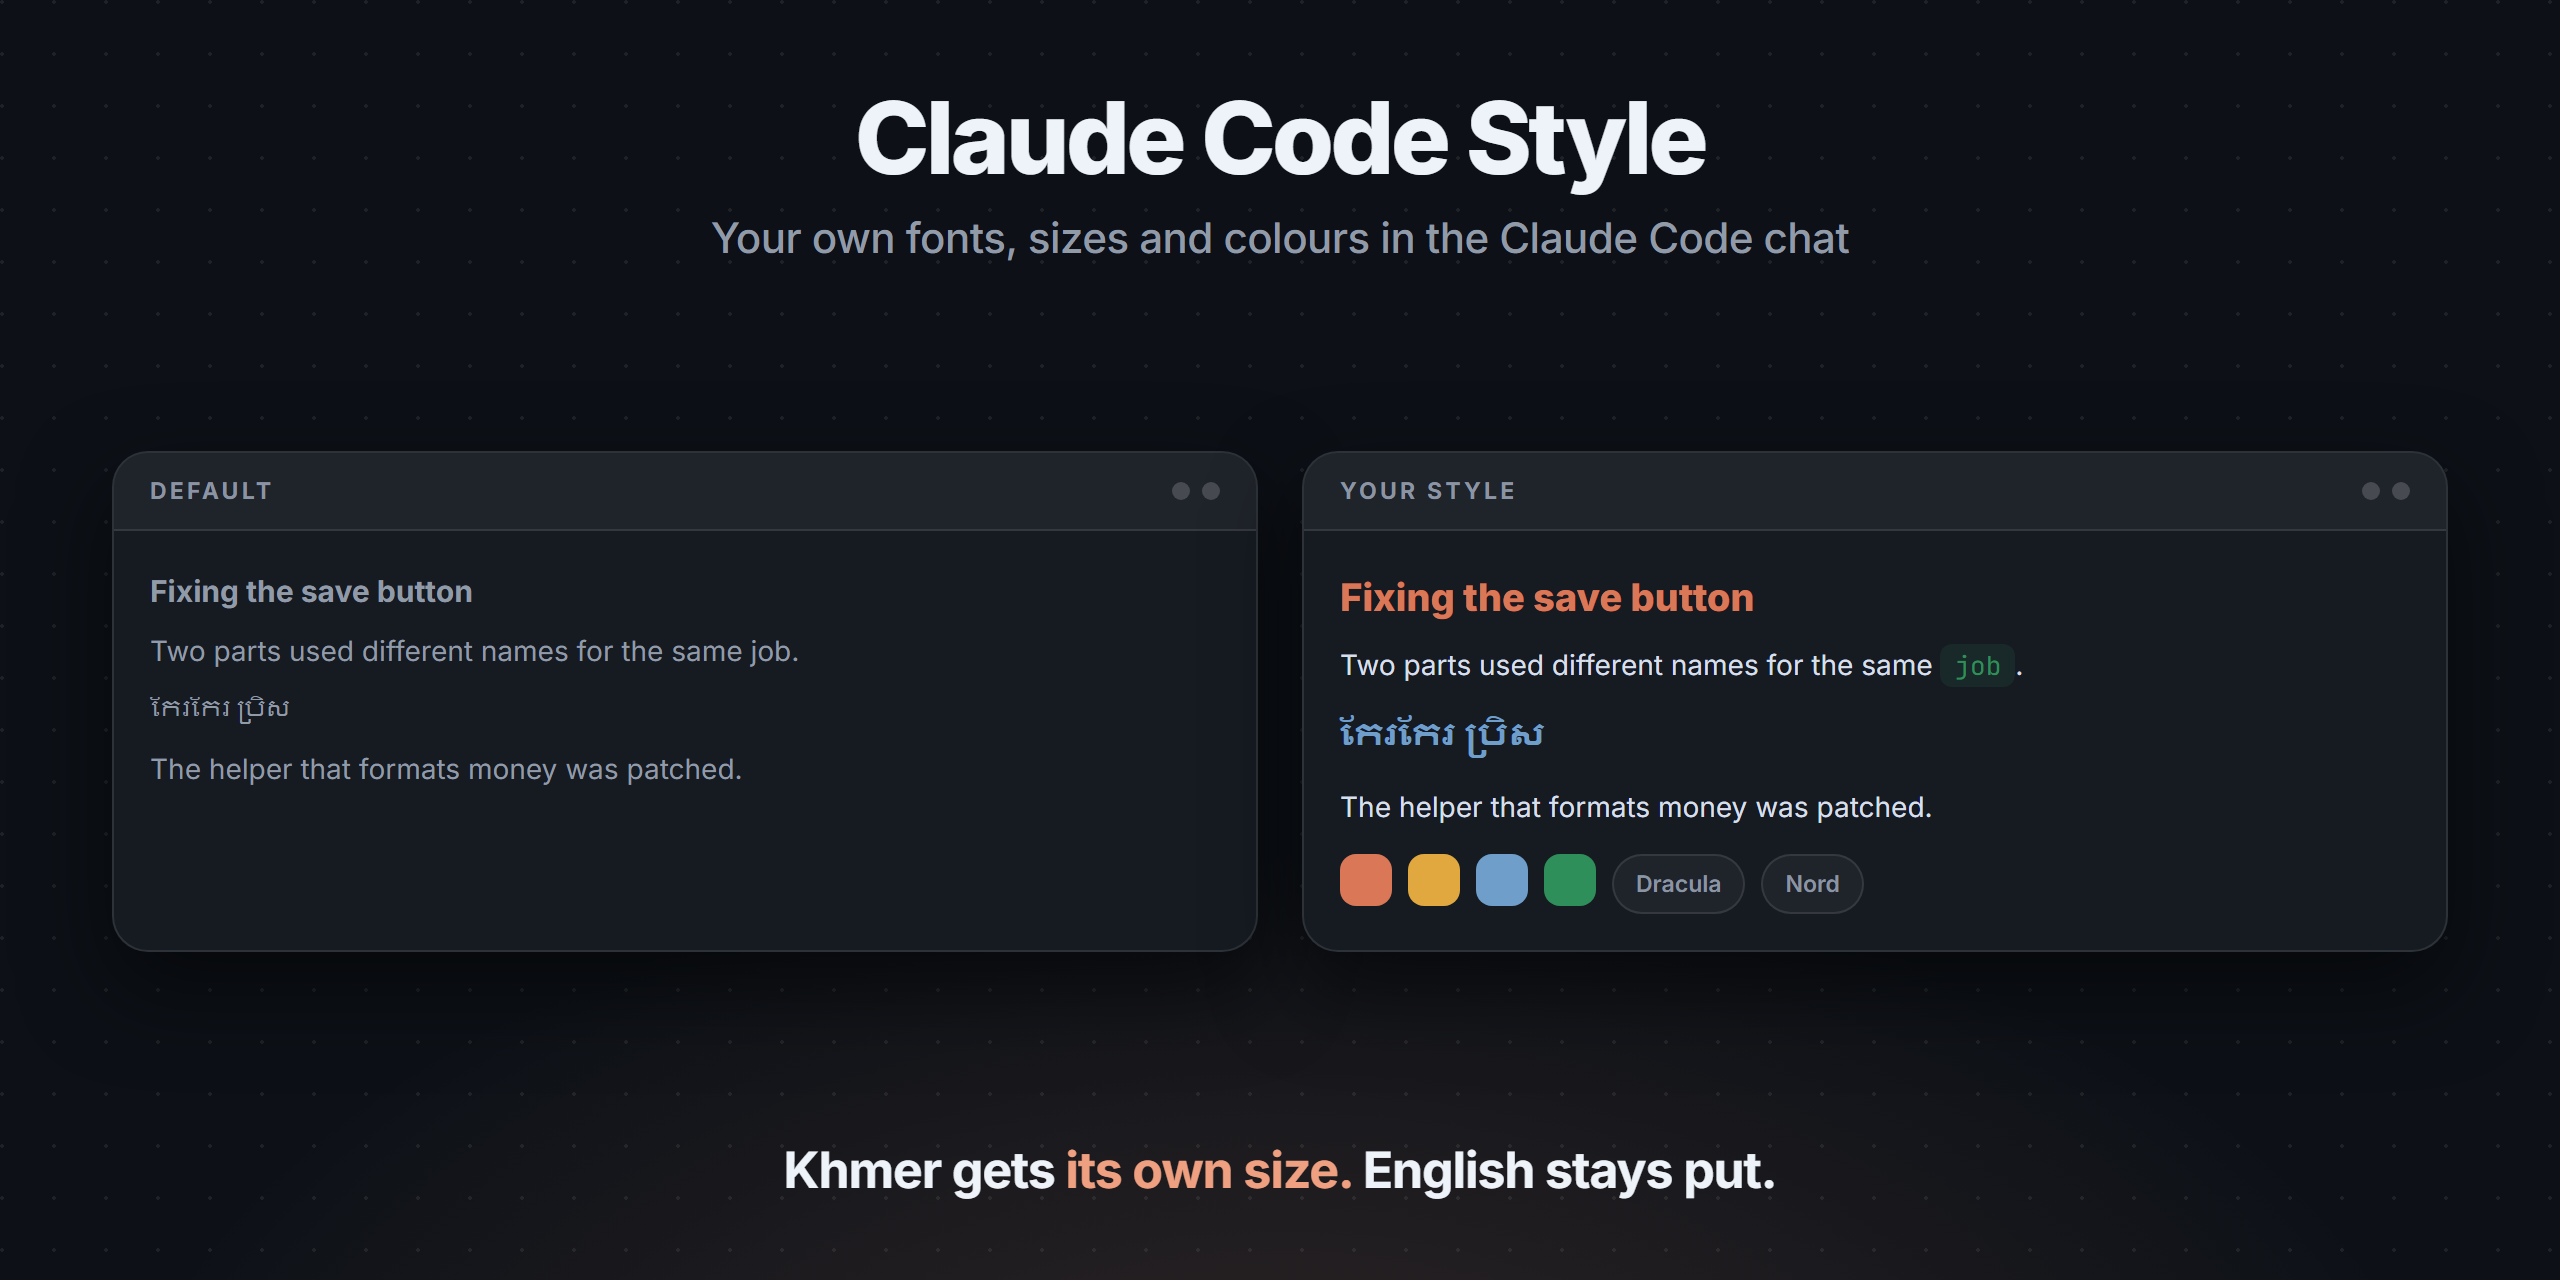 Claude Code Style
Your own fonts, sizes and colours in the Claude Code chat
DEFAULT
Fixing the save button
Two parts used different names for the same job.
កែរកែរ ប្រិស
The helper that formats money was patched.
YOUR STYLE
Fixing the save button
Two parts used different names for the same job.
កែរកែរ ប្រិស
The helper that formats money was patched.
Dracula Nord
Khmer gets its own size. English stays put.